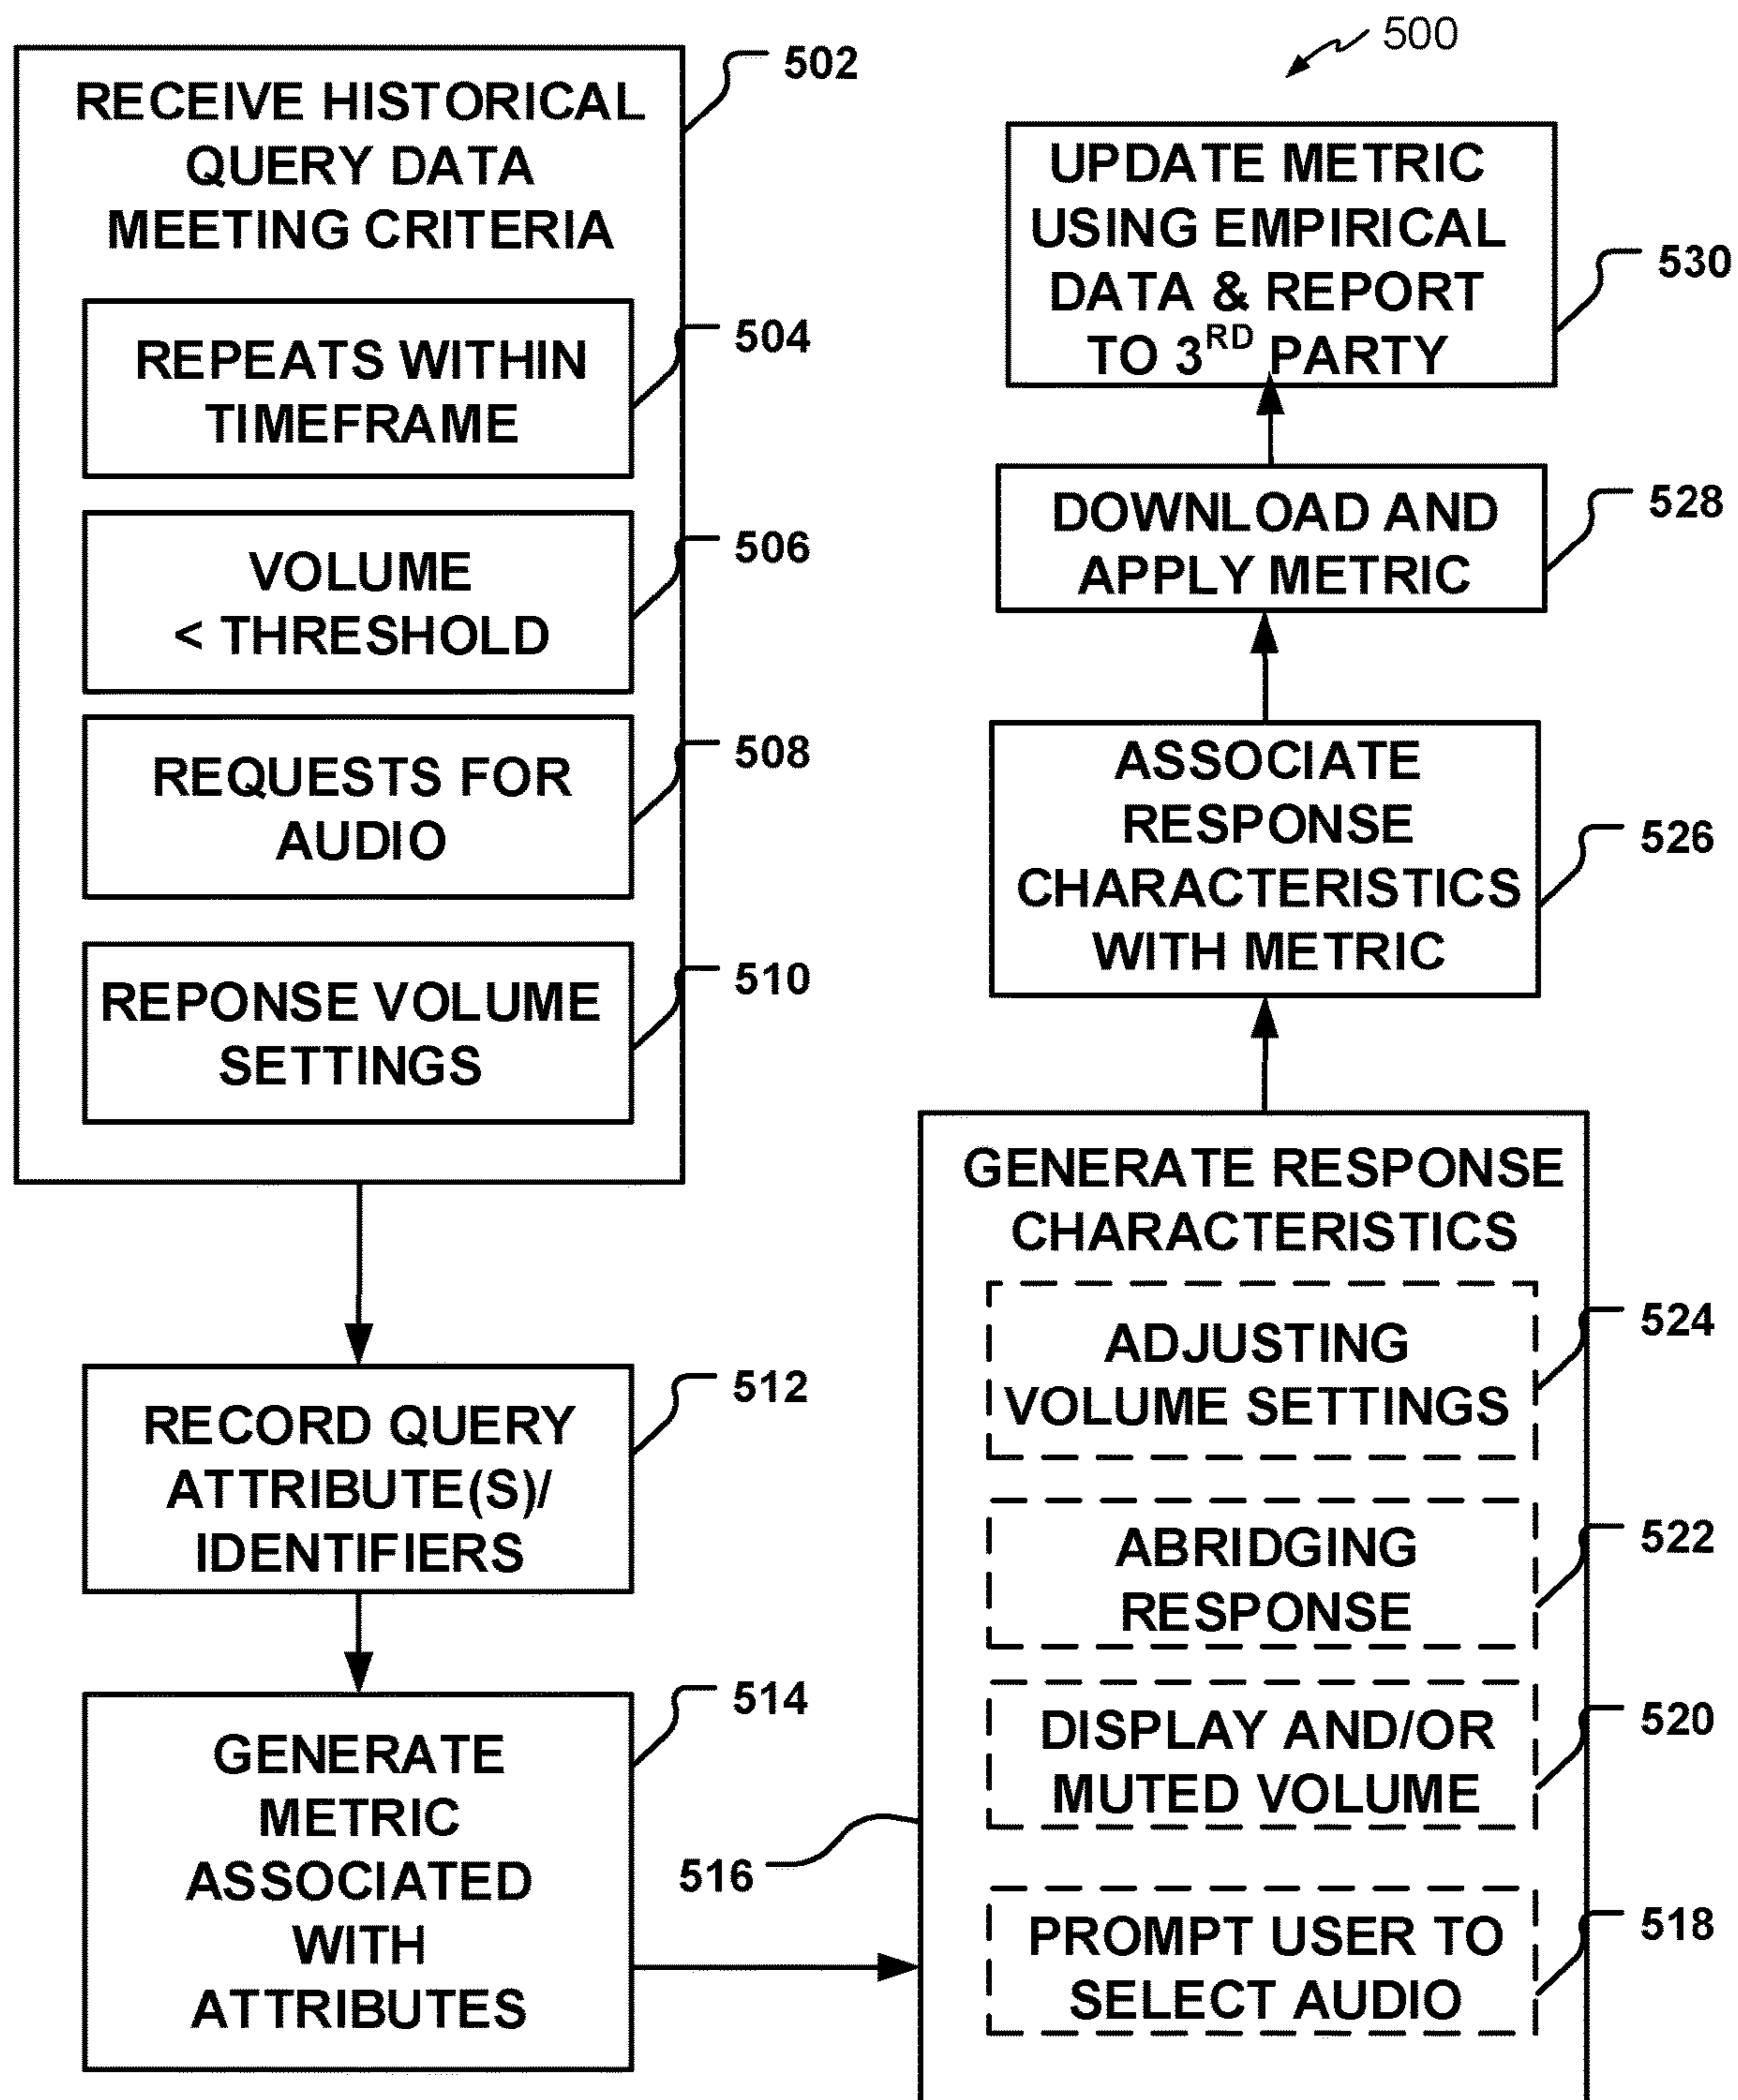 500
502
RECEIVE HISTORICAL
QUERY DATA
MEETING CRITERIA
504
REPEATS WITHIN
TIMEFRAME
506
VOLUME
< THRESHOLD
508
REQUESTS FOR
AUDIO
510
REPONSE VOLUME
SETTINGS
512
RECORD QUERY
ATTRIBUTE(S)/
IDENTIFIERS
514
GENERATE
METRIC
ASSOCIATED
WITH
ATTRIBUTES
516
GENERATE RESPONSE
CHARACTERISTICS
524
ADJUSTING
VOLUME SETTINGS
522
ABRIDGING
RESPONSE
520
DISPLAY AND/OR
MUTED VOLUME
518
PROMPT USER TO
SELECT AUDIO
526
ASSOCIATE
RESPONSE
CHARACTERISTICS
WITH METRIC
528
DOWNLOAD AND
APPLY METRIC
530
UPDATE METRIC
USING EMPIRICAL
DATA & REPORT
TO 3RD PARTY